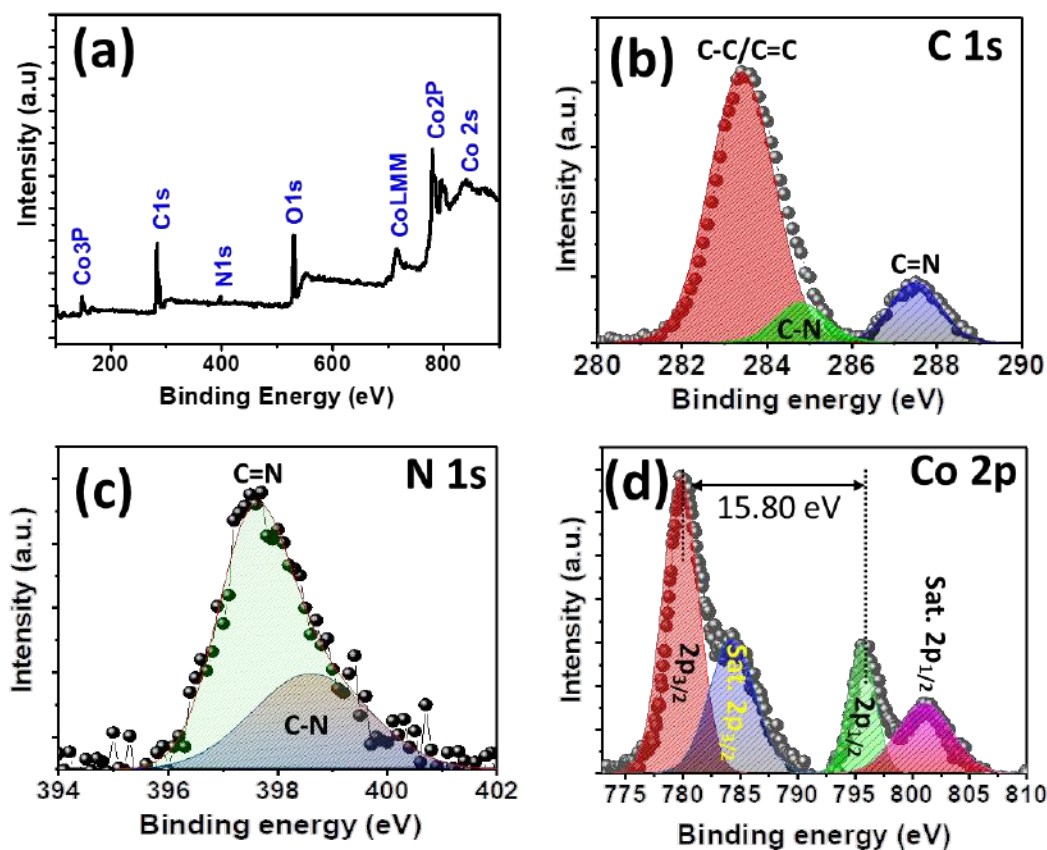 (a)
Intensity (a.u)
Co3P
C1s
N1s
O1s
CoLMM
Co2P
Co 2s
200 400 600 800
Binding Energy (eV)
(b)
C 1s
C-C/C=C
C-N
C=N
Intensity (a.u.)
280 282 284 286 288 290
Binding energy (eV)
(c)
N 1s
C=N
C-N
Intensity (a.u.)
394 396 398 400 402
Binding energy (eV)
(d)
Co 2p
15.80 eV
2p3/2
Sat. 2p3/2
2p1/2
Sat. 2p1/2
Intensity (a.u.)
775 780 785 790 795 800 805 810
Binding energy (eV)